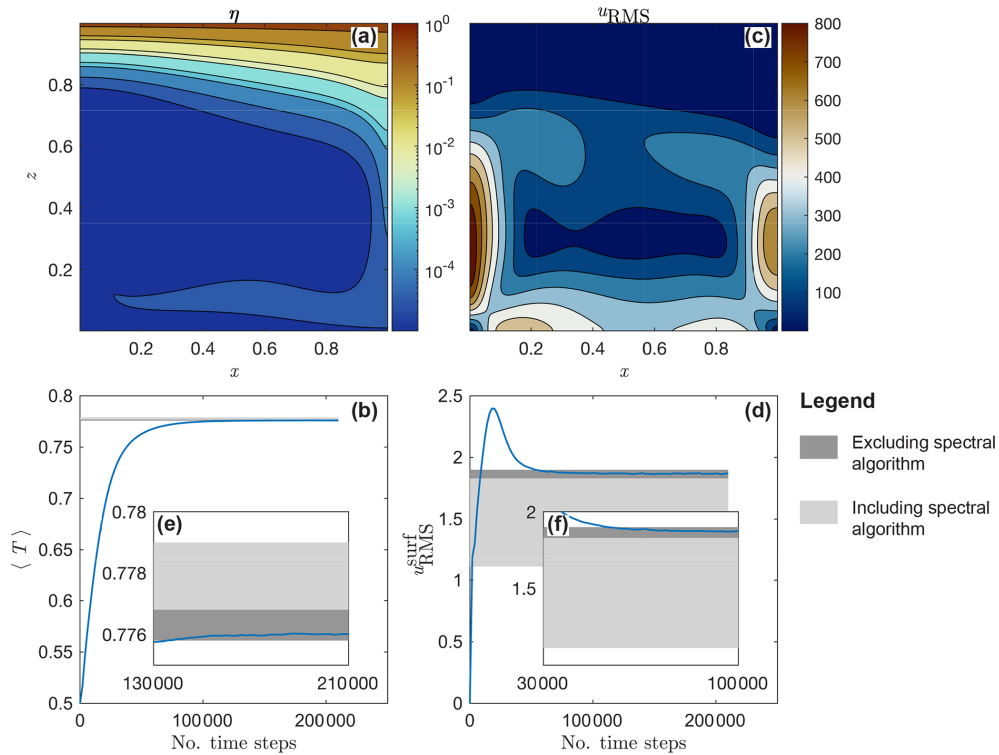 η
(a)
z
0.8
0.6
0.4
0.2
0.2 0.4 0.6 0.8
x
10^0
10^-1
10^-2
10^-3
10^-4
u_RMS
(c)
0.2 0.4 0.6 0.8
x
800
700
600
500
400
300
200
100
(b)
⟨ T ⟩
0.8
0.75
0.7
0.65
0.6
0.55
0.5
0 100 000 200 000
No. time steps
(e)
0.78
0.778
0.776
130 000 210 000
(d)
u_RMS^surf
2.5
2
1.5
1
0.5
0
0 100 000 200 000
No. time steps
(f)
2
1.5
30 000 100 000
Legend
Excluding spectral
algorithm
Including spectral
algorithm